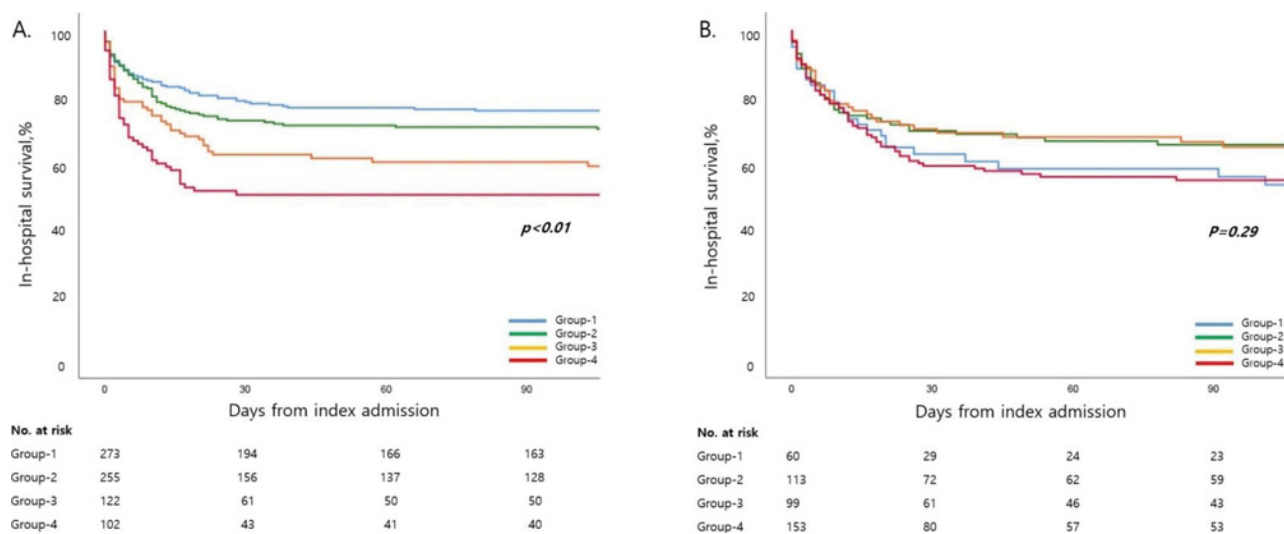 A.
In-hospital survival,%
100
80
60
40
20
0
p<0.01
Group-1
Group-2
Group-3
Group-4
0 30 60 90
Days from index admission
No. at risk
Group-1 273 194 166 163
Group-2 255 156 137 128
Group-3 122 61 50 50
Group-4 102 43 41 40
B.
In-hospital survival,%
100
80
60
40
20
0
P=0.29
Group-1
Group-2
Group-3
Group-4
0 30 60 90
Days from index admission
No. at risk
Group-1 60 29 24 23
Group-2 113 72 62 59
Group-3 99 61 46 43
Group-4 153 80 57 53